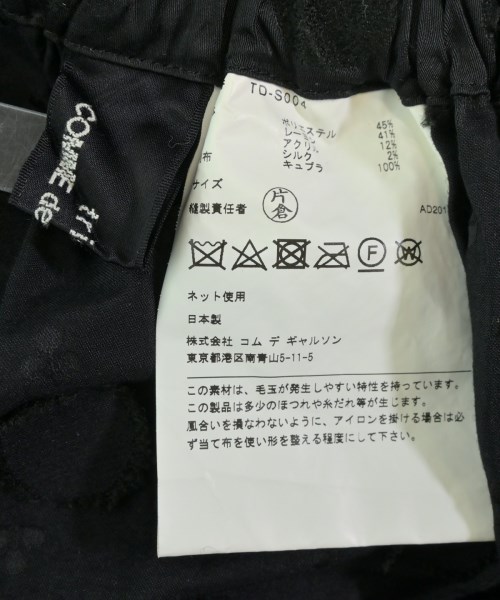 tri
COMME de
TD-S004
ポリエステル 45%
レーヨン 41%
アクリル 12%
シルク 2%
布 キュプラ 100%
サイズ
縫製責任者 片倉 AD201
F W
ネット使用
日本製
株式会社 コム デ ギャルソン
東京都港区南青山5-11-5
この素材は、毛玉が発生しやすい特性を持っています。
この製品は多少のほつれや糸だれ等が生じます。
風合いを損なわないように、アイロンを掛ける場合は必
ず当て布を使い形を整える程度にして下さい。